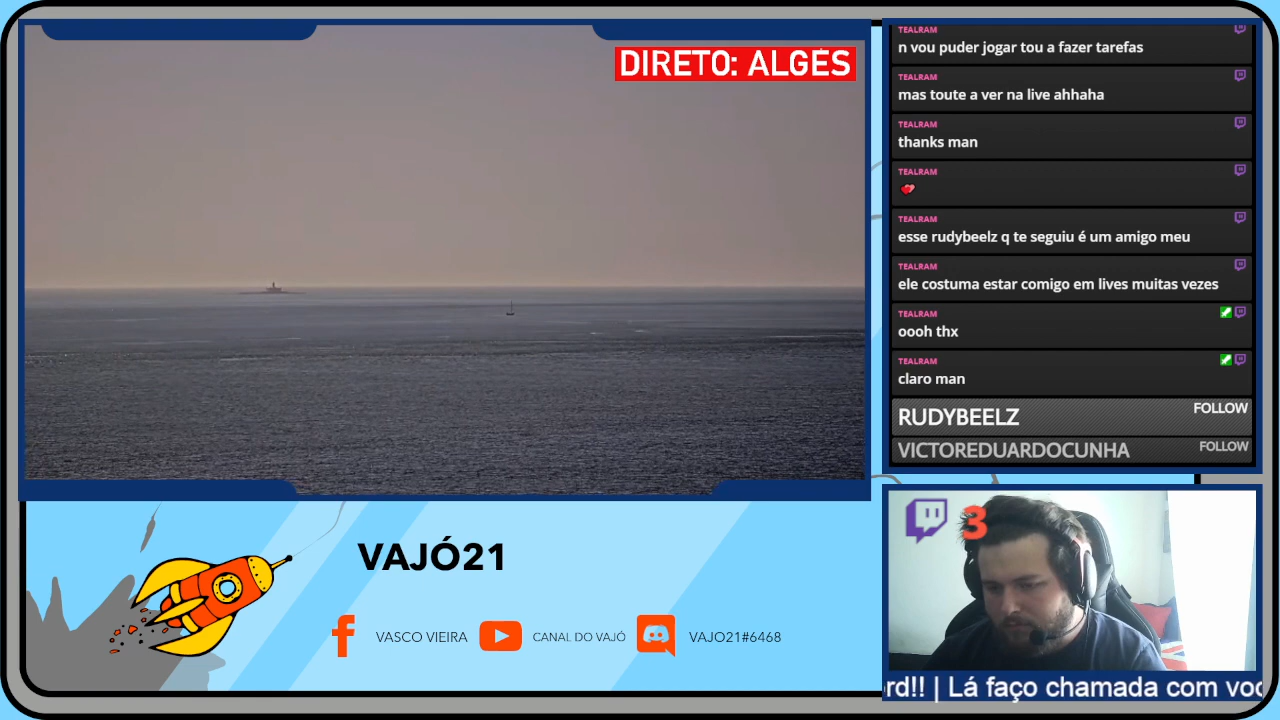 DIRETO: ALGÉS
TEALRAM
n vou puder jogar tou a fazer tarefas
TEALRAM
mas toute a ver na live ahhaha
TEALRAM
thanks man
TEALRAM
TEALRAM
esse rudybeelz q te seguiu é um amigo meu
TEALRAM
ele costuma estar comigo em lives muitas vezes
TEALRAM
oooh thx
TEALRAM
claro man
RUDYBEELZ FOLLOW
VICTOREDUARDOCUNHA FOLLOW
3
VAJÓ21
VASCO VIEIRA CANAL DO VAJÓ VAJO21#6468
rd!! | Lá faço chamada com voc